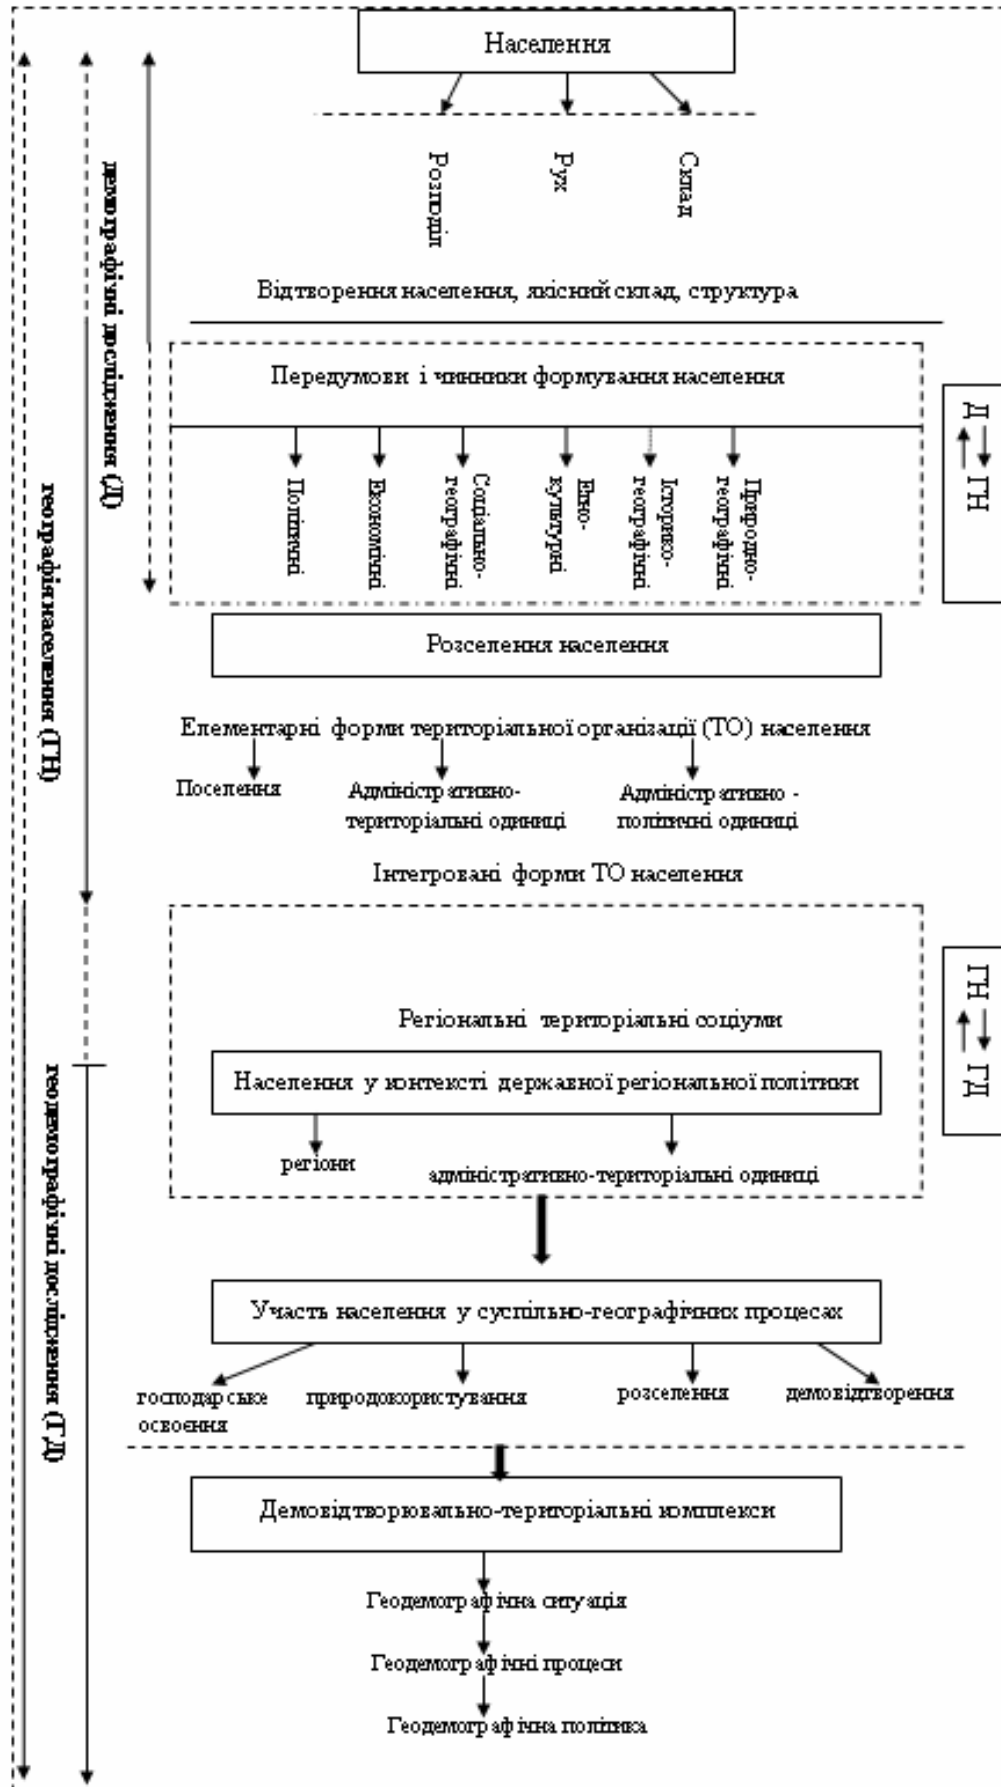 Населення
Розподіл
Рух
Склад
Відтворення населення, якісний склад, структура
Передумови і чинники формування населення
Політичні
Економічні
Соціально-
географічні
Етно-
культурні
Історико-
географічні
Природно-
географічні
Д
ГН
демографічні дослідження (Д)
географія населення (ГН)
Розселення населення
Елементарні форми територіальної організації (ТО) населення
Поселення
Адміністративно-
територіальні одиниці
Адміністративно -
політичні одиниці
Інтегровані форми ТО населення
Регіональні територіальні соціуми
ГН
ГД
Населення у контексті державної регіональної політики
регіони
адміністративно-територіальні одиниці
геодемографічні дослідження (ГД)
Участь населення у суспільно-географічних процесах
господарське
освоєння
природокористування
розселення
демовідтворення
Демовідтворювально-територіальні комплекси
Геодемографічна ситуація
Геодемографічні процеси
Геодемографічна політика